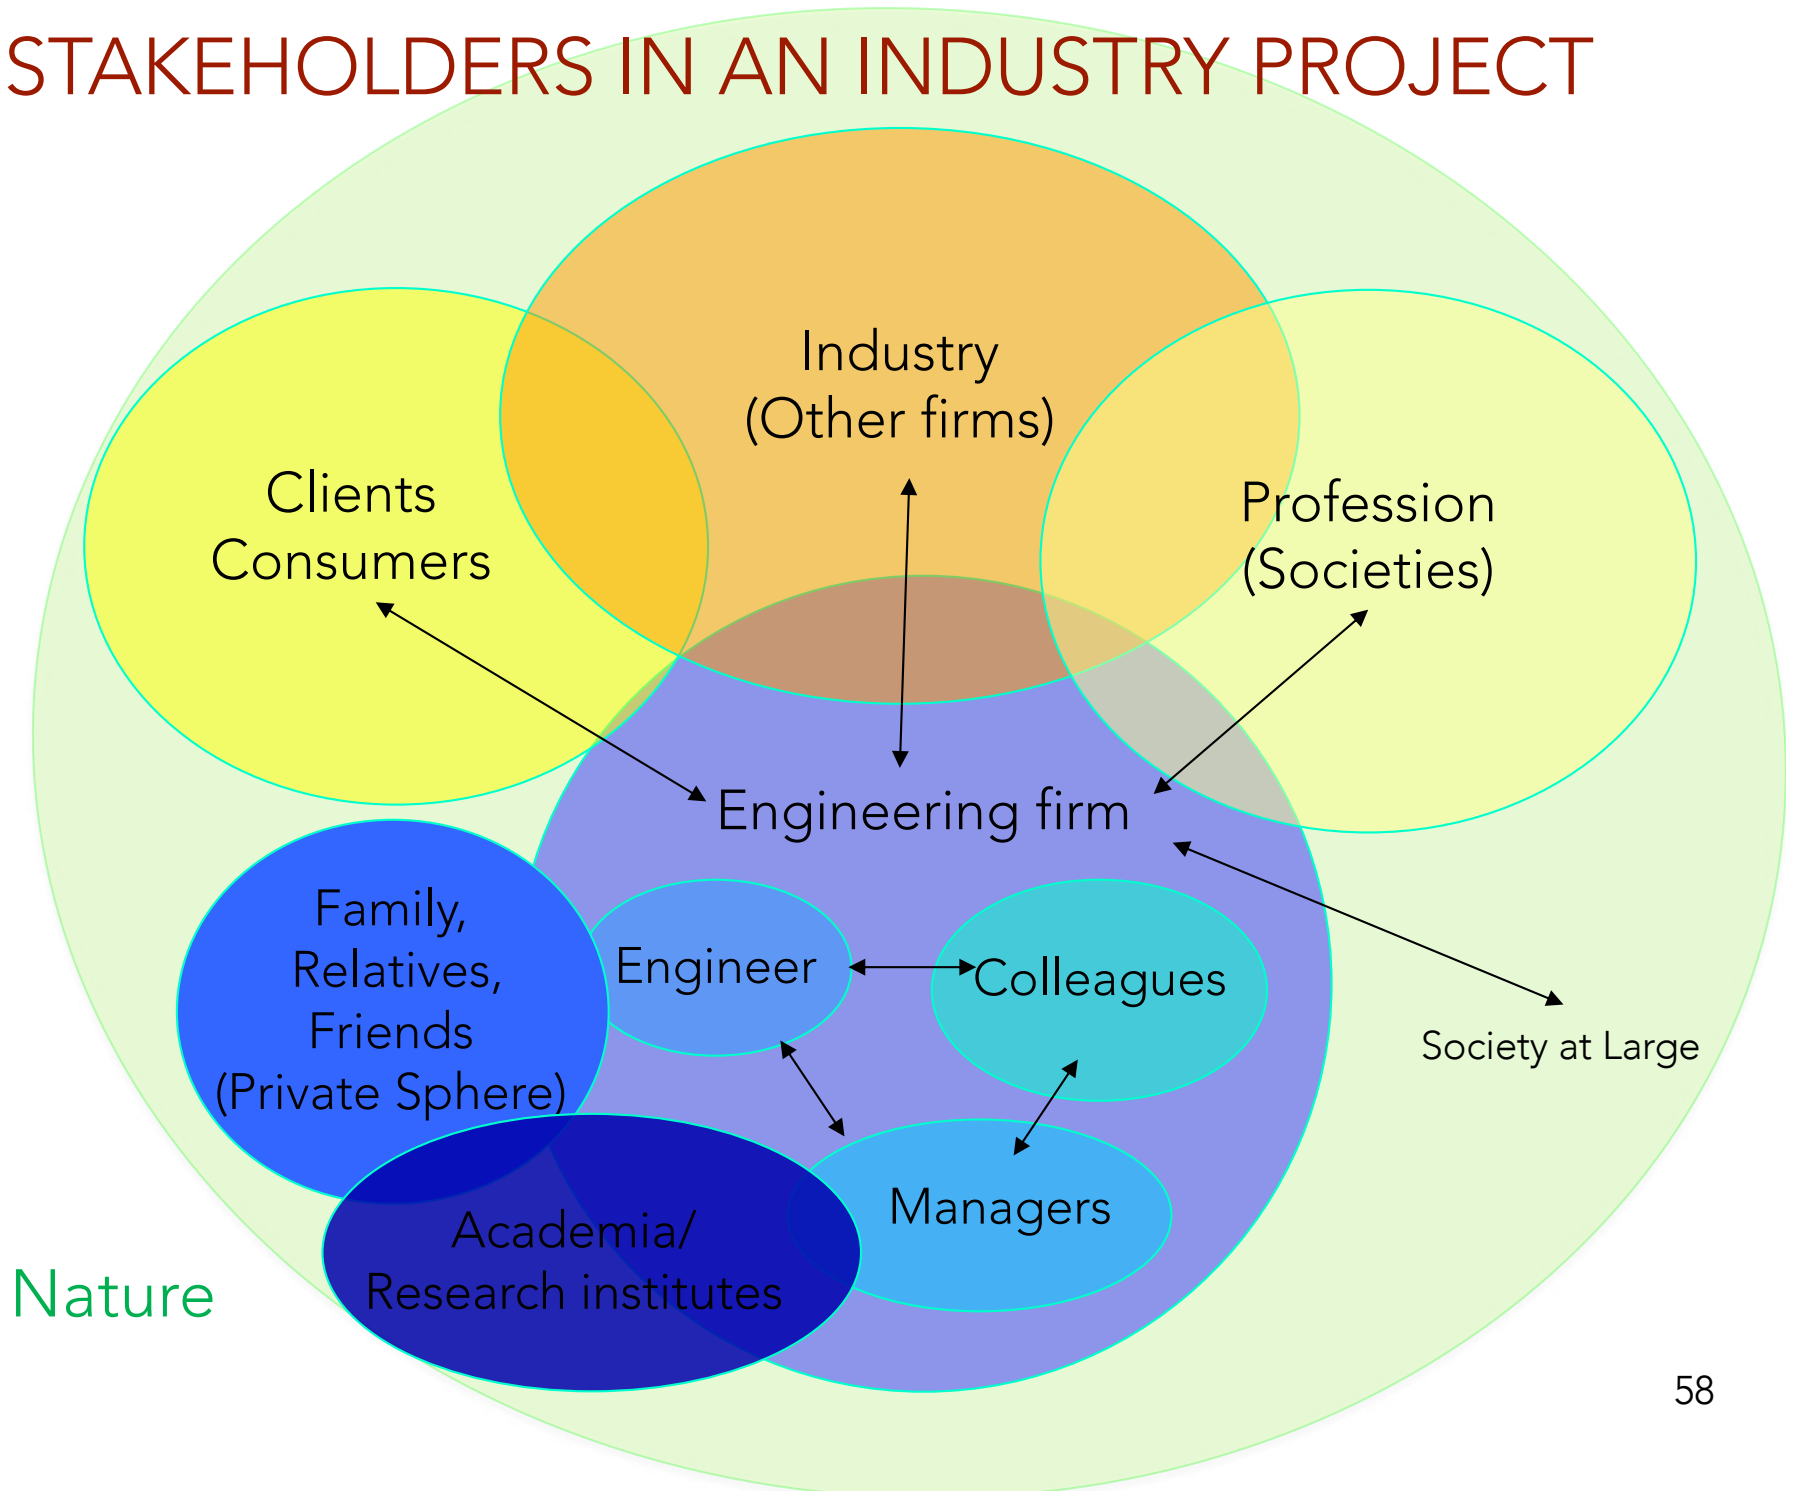 STAKEHOLDERS IN AN INDUSTRY PROJECT
Industry
(Other firms)
Clients
Consumers
Profession
(Societies)
Engineering firm
Family,
Relatives,
Friends
(Private Sphere)
Engineer
Colleagues
Society at Large
Managers
Academia/
Research institutes
Nature
58